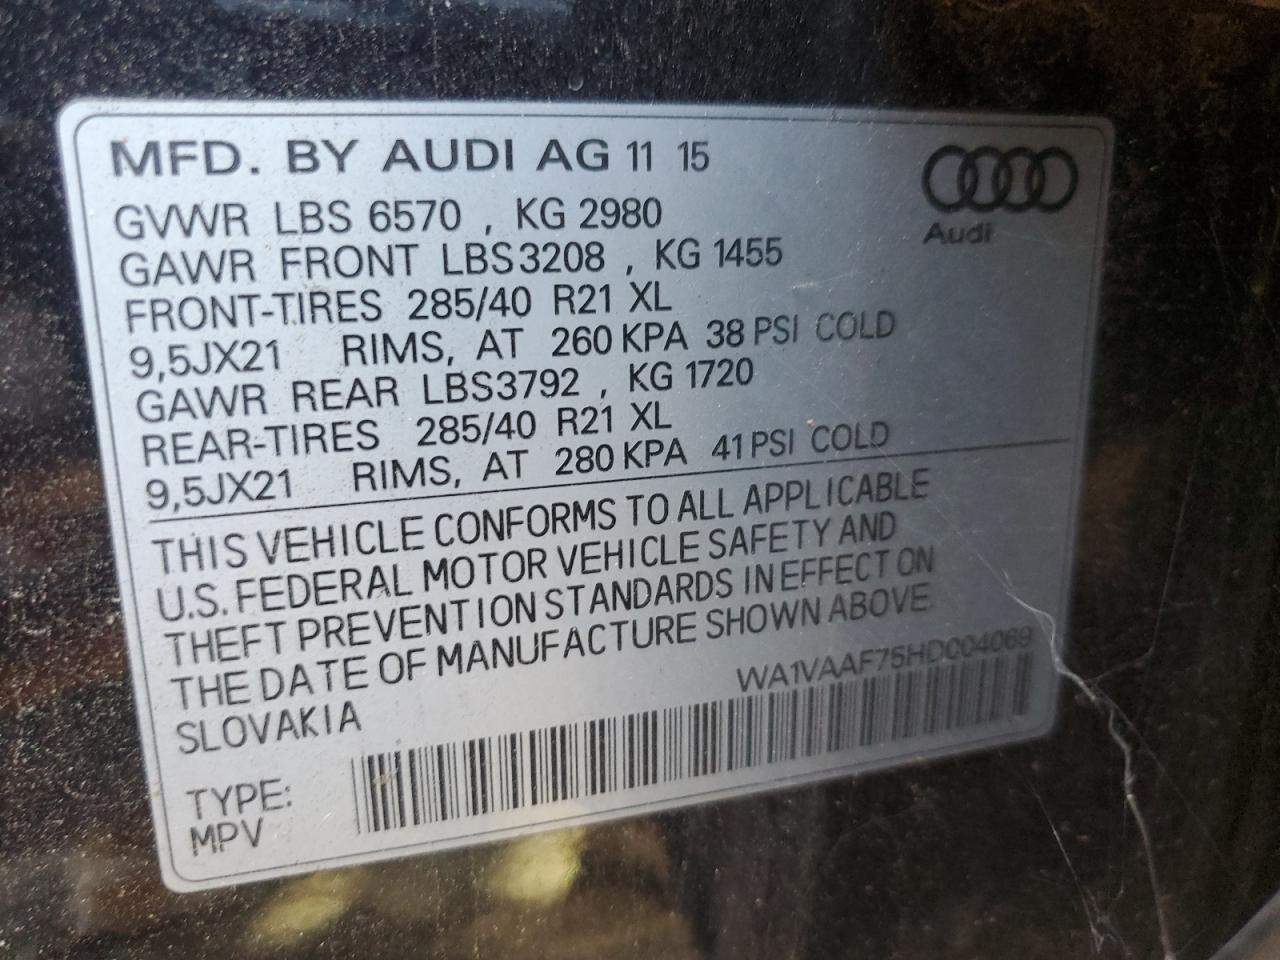 MFD. BY AUDI AG 11 15
Audi
GVWR LBS 6570 , KG 2980
GAWR FRONT LBS3208 , KG 1455
FRONT-TIRES 285/40 R21 XL
9,5JX21 RIMS, AT 260 KPA 38 PSI COLD
GAWR REAR LBS3792 , KG 1720
REAR-TIRES 285/40 R21 XL
9,5JX21 RIMS, AT 280 KPA 41 PSI COLD
THIS VEHICLE CONFORMS TO ALL APPLICABLE
U.S. FEDERAL MOTOR VEHICLE SAFETY AND
THEFT PREVENTION STANDARDS IN EFFECT ON
THE DATE OF MANUFACTURE SHOWN ABOVE.
SLOVAKIA
WA1VAAF75HD004069
TYPE:
MPV